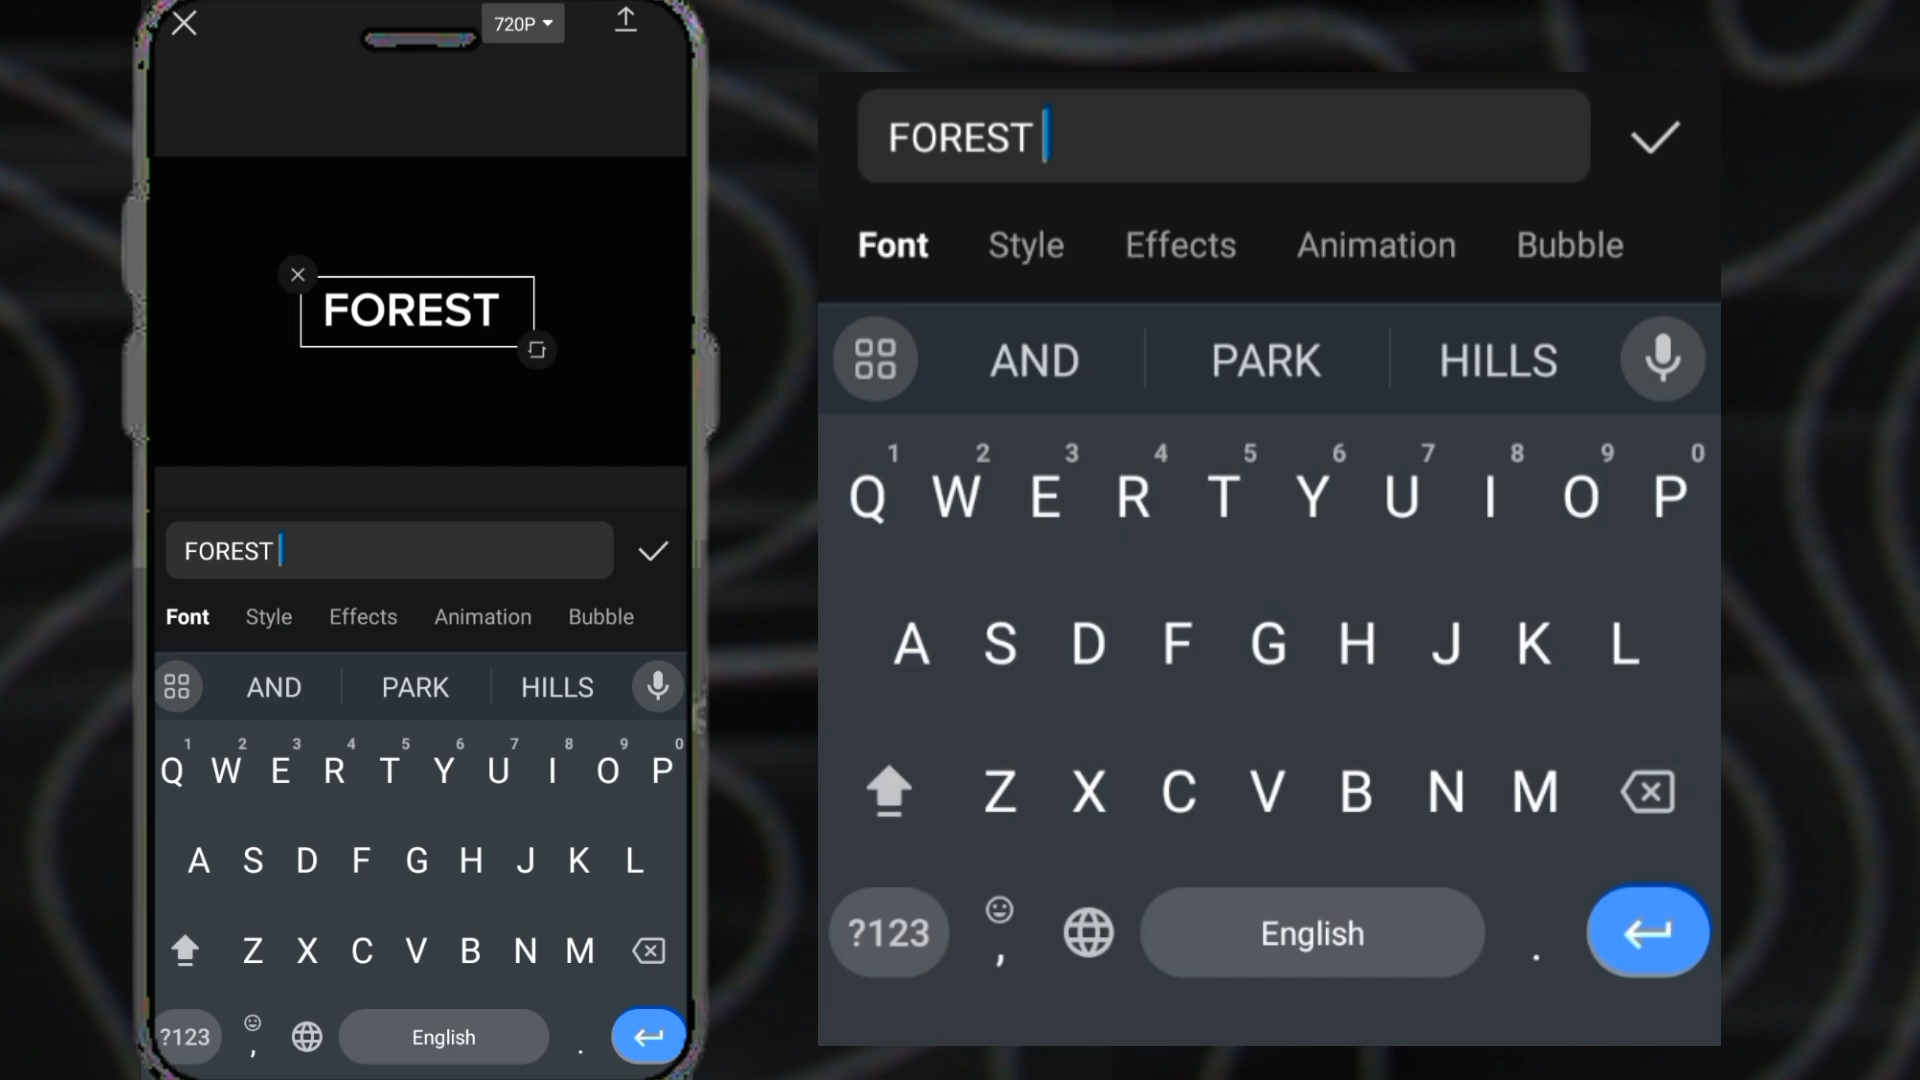 720P
FOREST
FOREST
Font Style Effects Animation Bubble
AND PARK HILLS
1 2 3 4 5 6 7 8 9 0
Q W E R T Y U I O P
A S D F G H J K L
Z X C V B N M
?123 , English .
FOREST
Font Style Effects Animation Bubble
AND PARK HILLS
1 2 3 4 5 6 7 8 9 0
Q W E R T Y U I O P
A S D F G H J K L
Z X C V B N M
?123 , English .